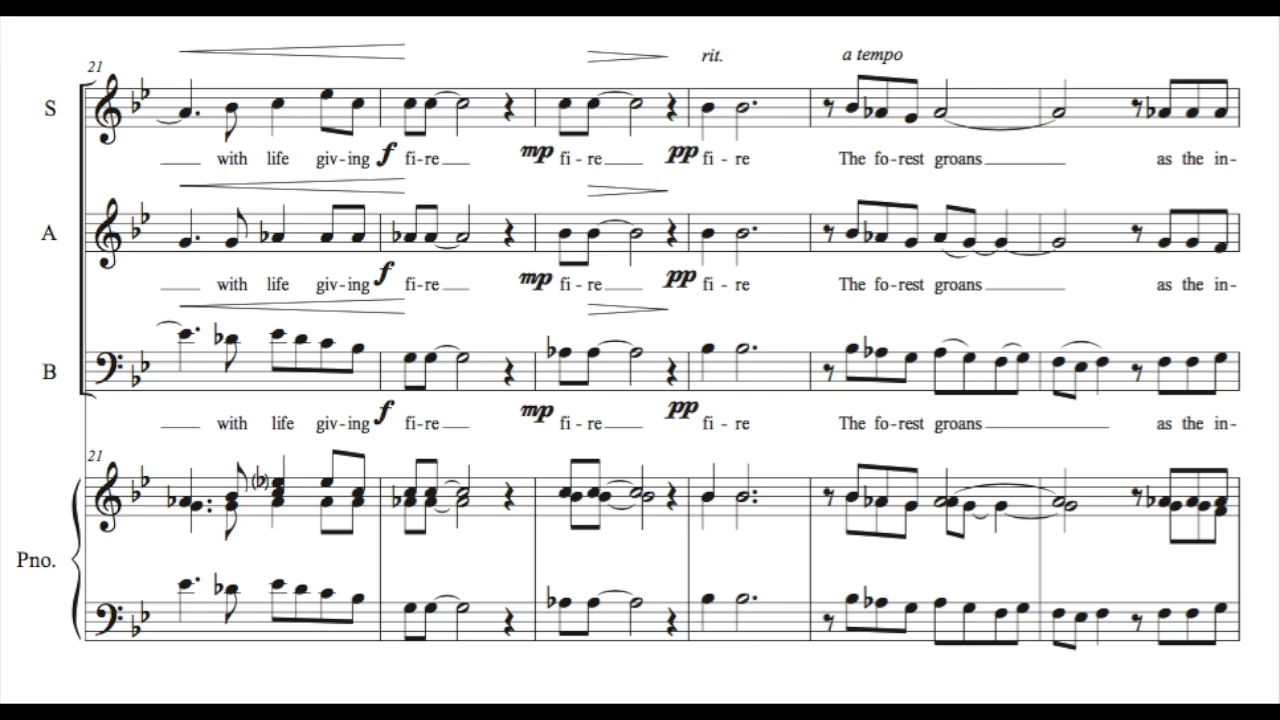 rit. a tempo
21
S
with life giv-ing f fi-re mp fi-re pp fi-re The fo-rest groans as the in-
A
with life giv-ing f fi-re mp fi-re pp fi-re The fo-rest groans as the in-
B
with life giv-ing f fi-re mp fi-re pp fi-re The fo-rest groans as the in-
21
Pno.